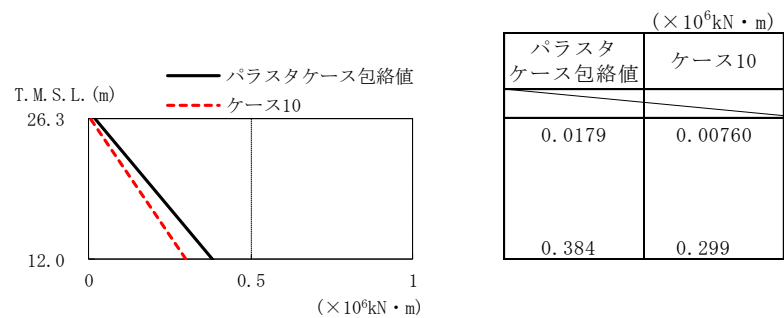 パラスタケース包絡値
ケース10
T.M.S.L.(m)
26.3
12.0
0
0.5
1
(×10⁶kN・m)
(×10⁶kN・m)
パラスタ
ケース包絡値
ケース10
0.0179
0.00760
0.384
0.299